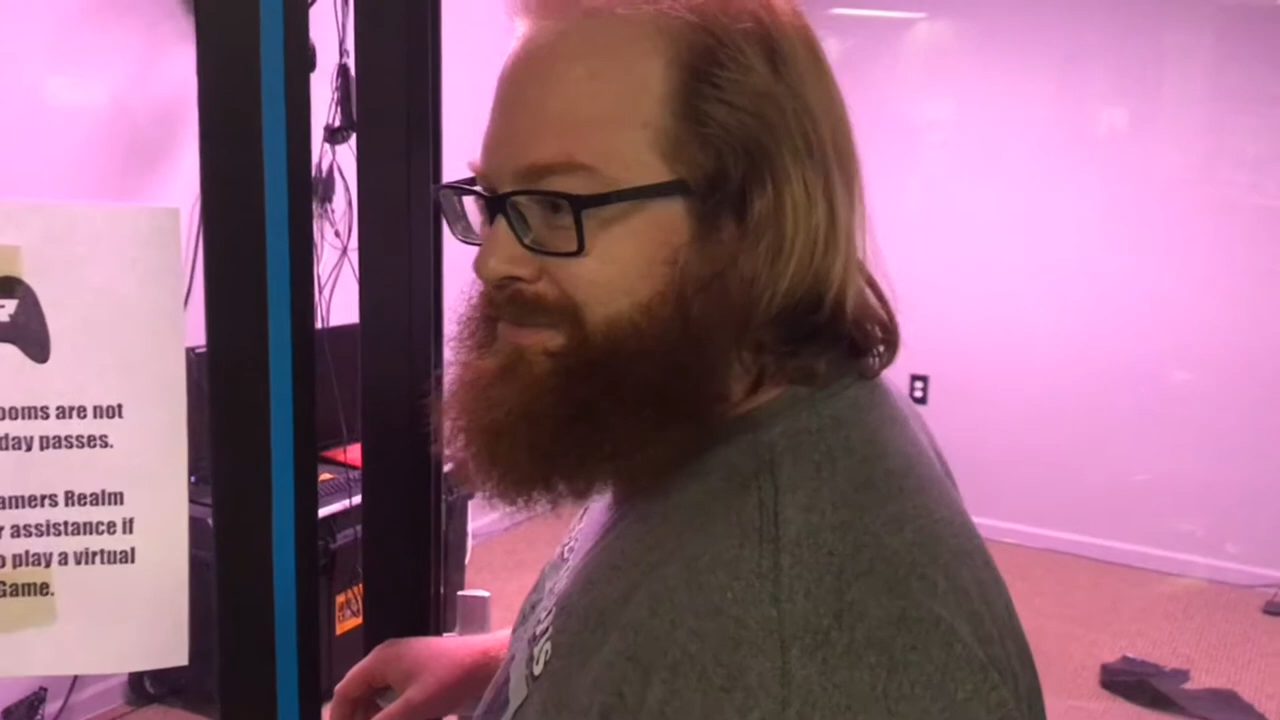 ooms are not
day passes.
amers Realm
r assistance if
o play a virtual
Game.